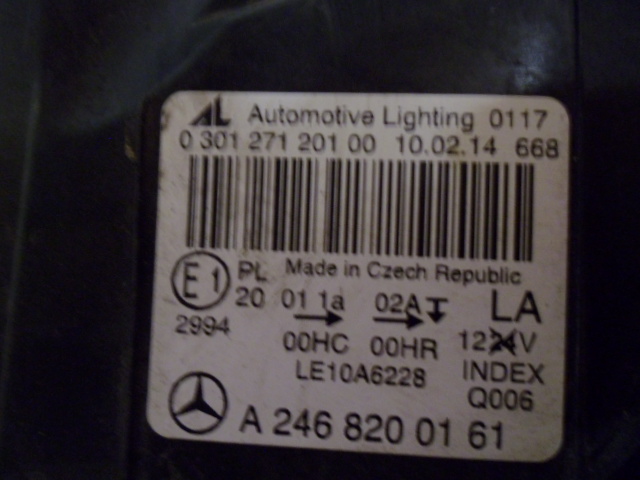 AL Automotive Lighting 0117
0 301 271 201 00 10.02.14 668
Made in Czech Republic
E1 PL 20 01 1a 02A LA
2994 00HC 00HR 1224V
LE10A6228 INDEX
Q006
A 246 820 01 61